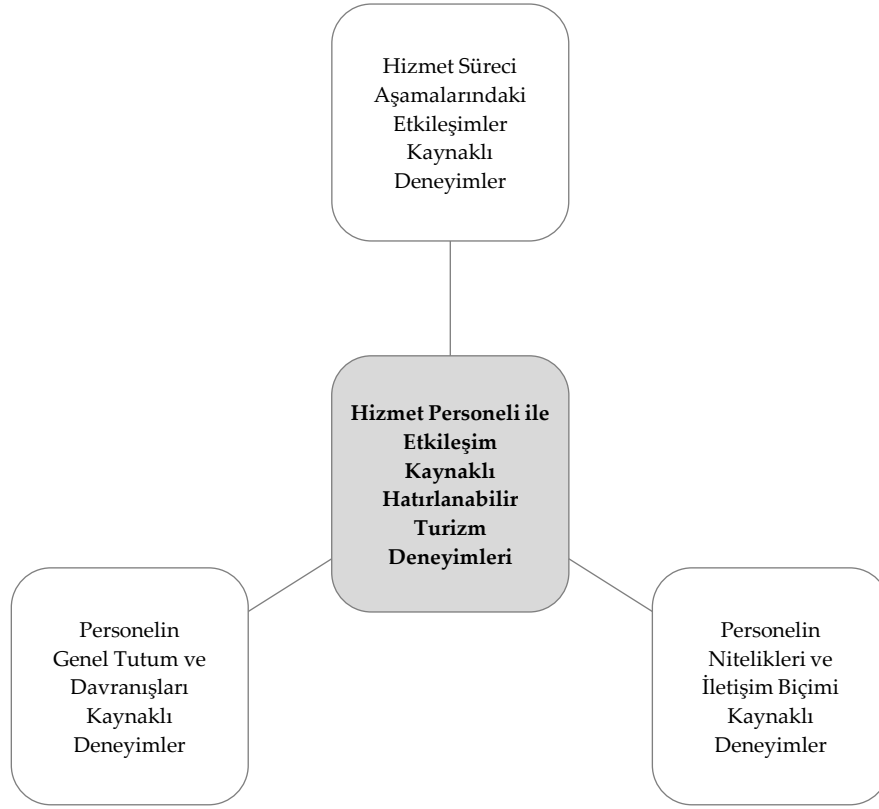 Hizmet Süreci
Aşamalarındaki
Etkileşimler
Kaynaklı
Deneyimler
Hizmet Personeli ile
Etkileşim
Kaynaklı
Hatırlanabilir
Turizm
Deneyimleri
Personelin
Genel Tutum ve
Davranışları
Kaynaklı
Deneyimler
Personelin
Nitelikleri ve
İletişim Biçimi
Kaynaklı
Deneyimler